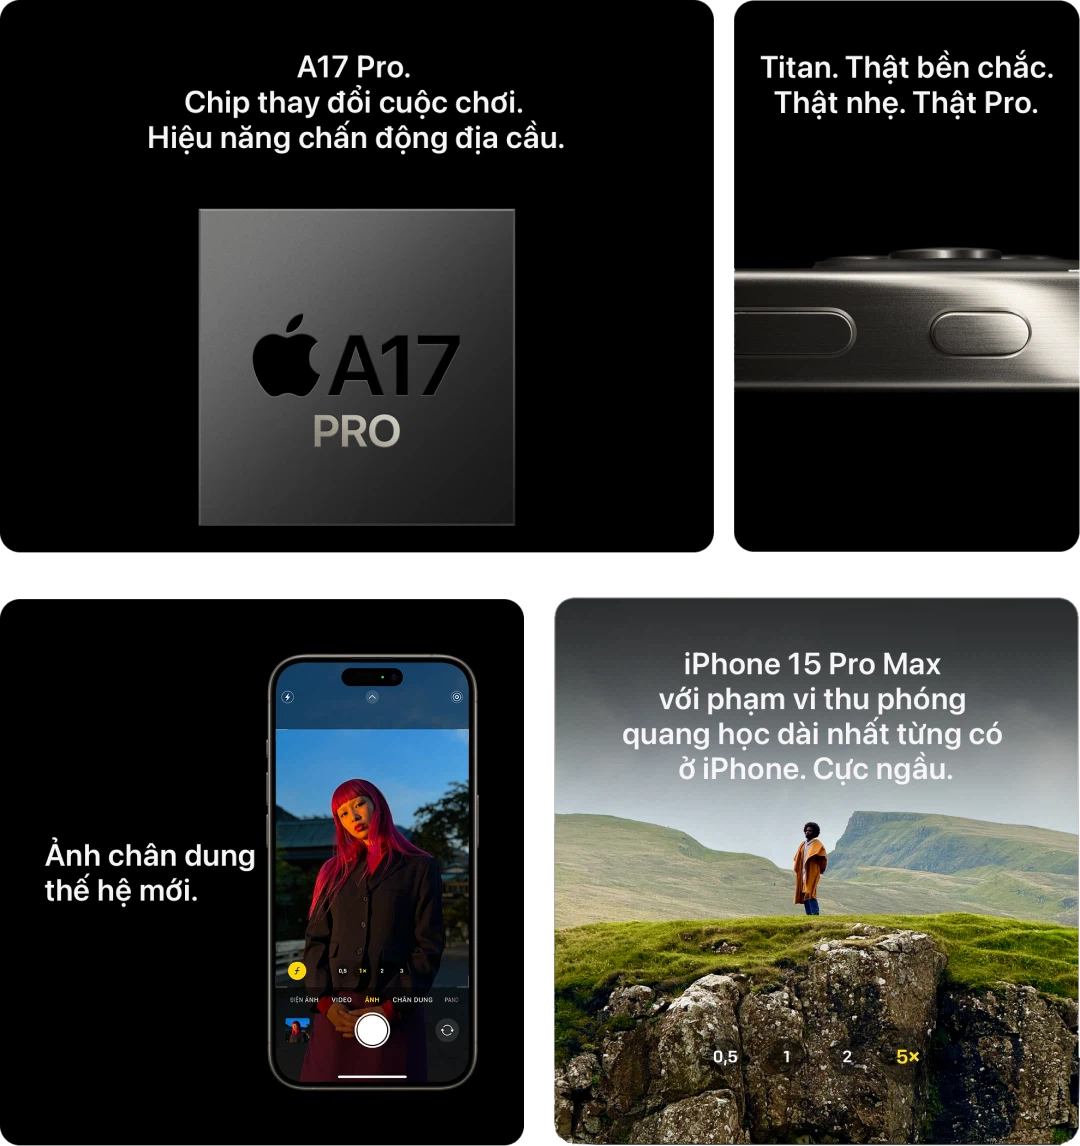 A17 Pro.
Chip thay đổi cuộc chơi.
Hiệu năng chấn động địa cầu.
A17
PRO
Titan. Thật bền chắc.
Thật nhẹ. Thật Pro.
Ảnh chân dung
thế hệ mới.
0,5 1× 2 3
ĐIỆN ẢNH VIDEO ẢNH CHÂN DUNG PANO
iPhone 15 Pro Max
với phạm vi thu phóng
quang học dài nhất từng có
ở iPhone. Cực ngầu.
0,5 1 2 5×